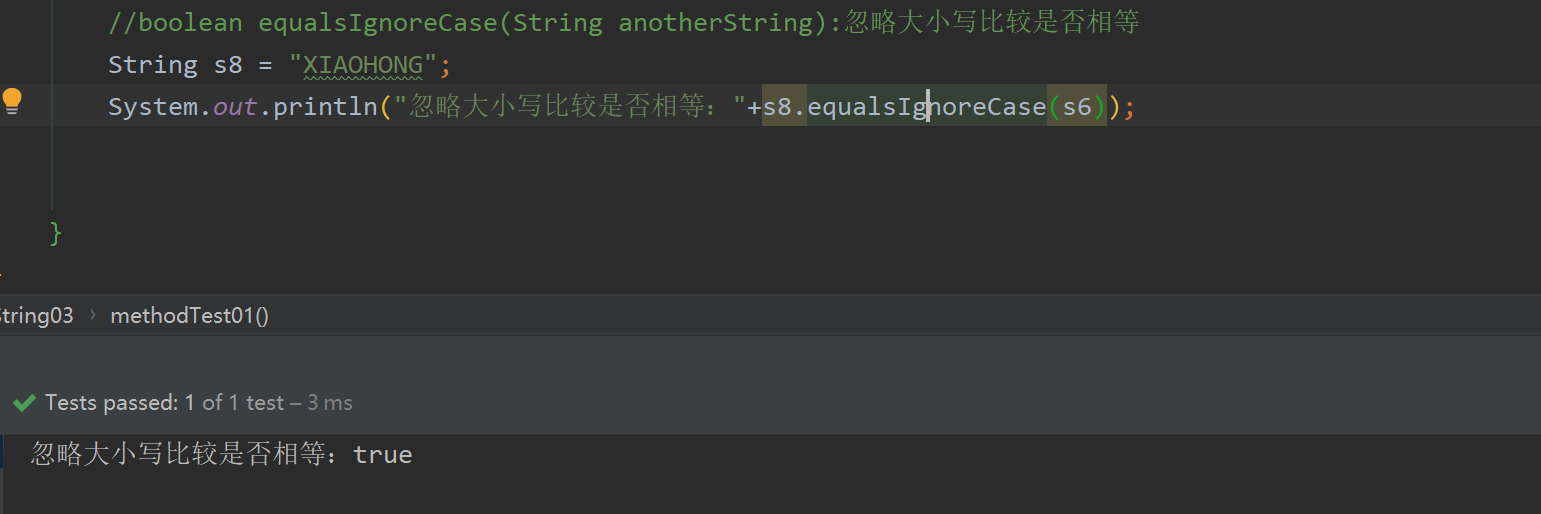 //boolean equalsIgnoreCase(String anotherString):忽略大小写比较是否相等
String s8 = "XIAOHONG";
System.out.println("忽略大小写比较是否相等："+s8.equalsIgnoreCase(s6));
}
String03 › methodTest01()
Tests passed: 1 of 1 test – 3 ms
忽略大小写比较是否相等：true